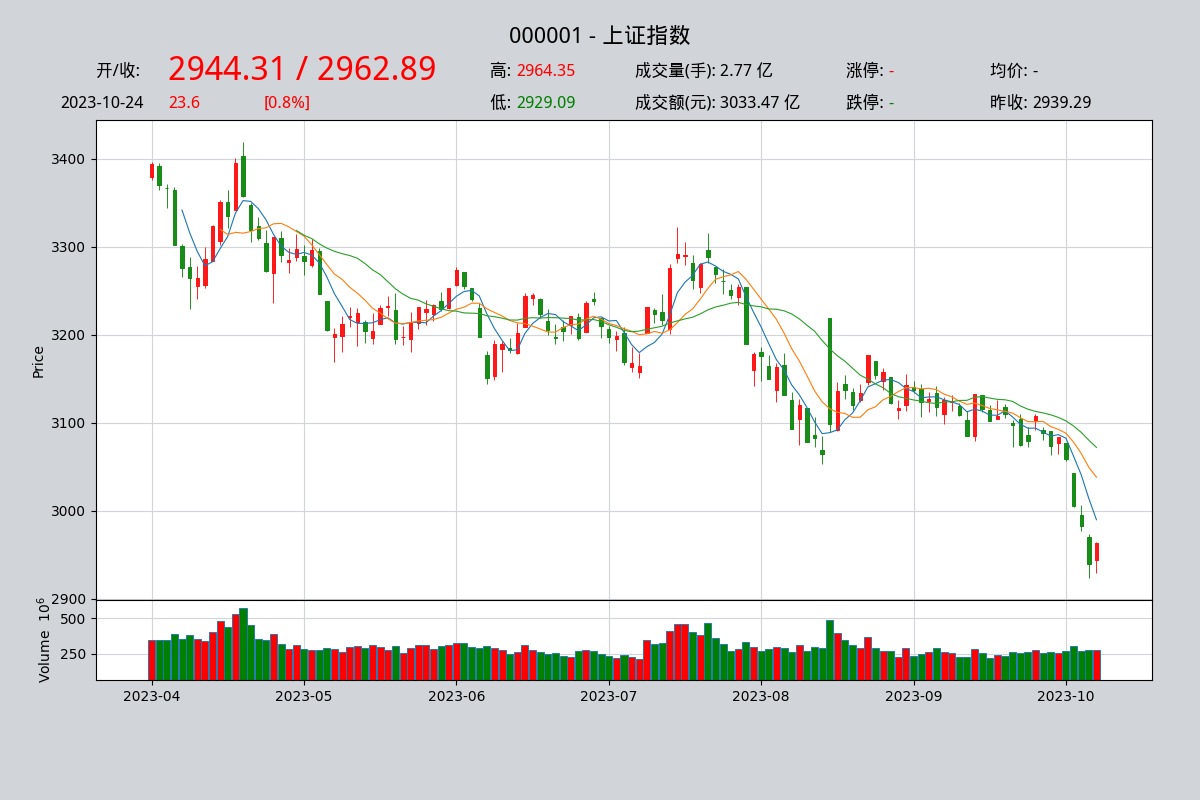 000001 - 上证指数
开/收: 2944.31 / 2962.89 高: 2964.35 成交量(手): 2.77 亿 涨停: - 均价: -
2023-10-24 23.6 [0.8%] 低: 2929.09 成交额(元): 3033.47 亿 跌停: - 昨收: 2939.29
3400
3300
3200
Price
3100
3000
2900
500
250
Volume 10⁶
2023-04 2023-05 2023-06 2023-07 2023-08 2023-09 2023-10